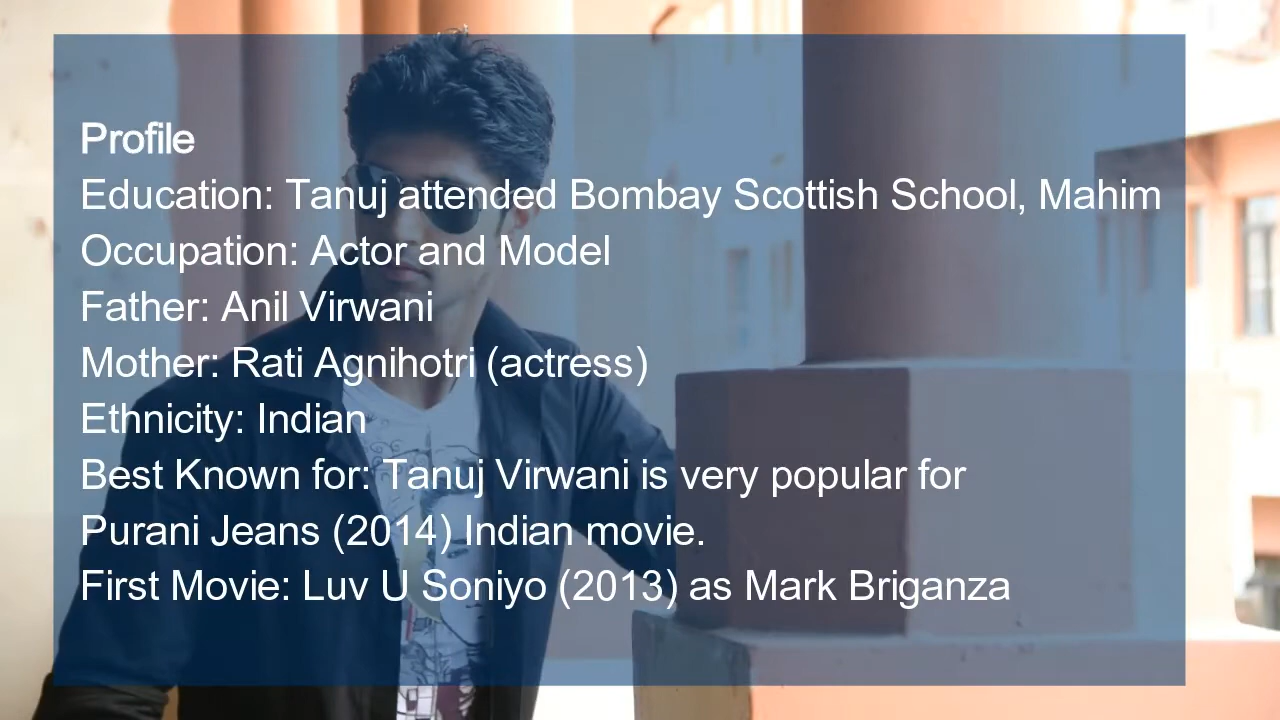 Profile
Education: Tanuj attended Bombay Scottish School, Mahim
Occupation: Actor and Model
Father: Anil Virwani
Mother: Rati Agnihotri (actress)
Ethnicity: Indian
Best Known for: Tanuj Virwani is very popular for
Purani Jeans (2014) Indian movie.
First Movie: Luv U Soniyo (2013) as Mark Briganza